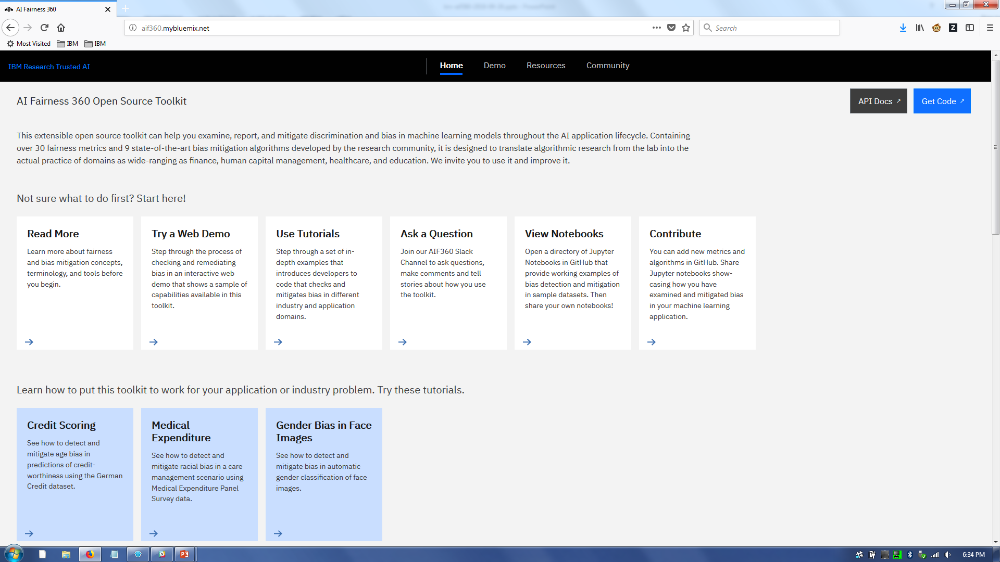 AI Fairness 360
aif360.mybluemix.net
Search
Most Visited
IBM
IBM
IBM Research Trusted AI
Home
Demo
Resources
Community
AI Fairness 360 Open Source Toolkit
API Docs ↗
Get Code ↗
This extensible open source toolkit can help you examine, report, and mitigate discrimination and bias in machine learning models throughout the AI application lifecycle. Containing
over 30 fairness metrics and 9 state-of-the-art bias mitigation algorithms developed by the research community, it is designed to translate algorithmic research from the lab into the
actual practice of domains as wide-ranging as finance, human capital management, healthcare, and education. We invite you to use it and improve it.
Not sure what to do first? Start here!
Read More
Learn more about fairness
and bias mitigation concepts,
terminology, and tools before
you begin.
Try a Web Demo
Step through the process of
checking and remediating
bias in an interactive web
demo that shows a sample of
capabilities available in this
toolkit.
Use Tutorials
Step through a set of in-
depth examples that
introduces developers to
code that checks and
mitigates bias in different
industry and application
domains.
Ask a Question
Join our AIF360 Slack
Channel to ask questions,
make comments and tell
stories about how you use
the toolkit.
View Notebooks
Open a directory of Jupyter
Notebooks in GitHub that
provide working examples of
bias detection and mitigation
in sample datasets. Then
share your own notebooks!
Contribute
You can add new metrics and
algorithms in GitHub. Share
Jupyter notebooks show-
casing how you have
examined and mitigated bias
in your machine learning
application.
Learn how to put this toolkit to work for your application or industry problem. Try these tutorials.
Credit Scoring
See how to detect and
mitigate age bias in
predictions of credit-
worthiness using the German
Credit dataset.
Medical
Expenditure
See how to detect and
mitigate racial bias in a care
management scenario using
Medical Expenditure Panel
Survey data.
Gender Bias in Face
Images
See how to detect and
mitigate bias in automatic
gender classification of face
images.
6:34 PM